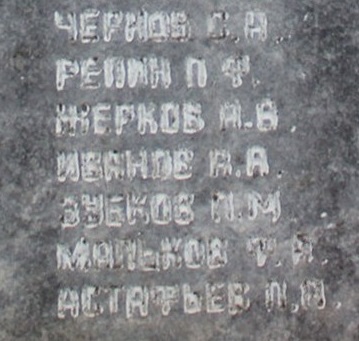 ЧЕРНОВ С.Н.
РЕПИН П.Ф.
ЖЕРКОВ А.В.
ИВАНОВ А.А.
ЗУБКОВ П.М
МАЛЬКОВ Ф.И.
АСТАФЬЕВ П.П.